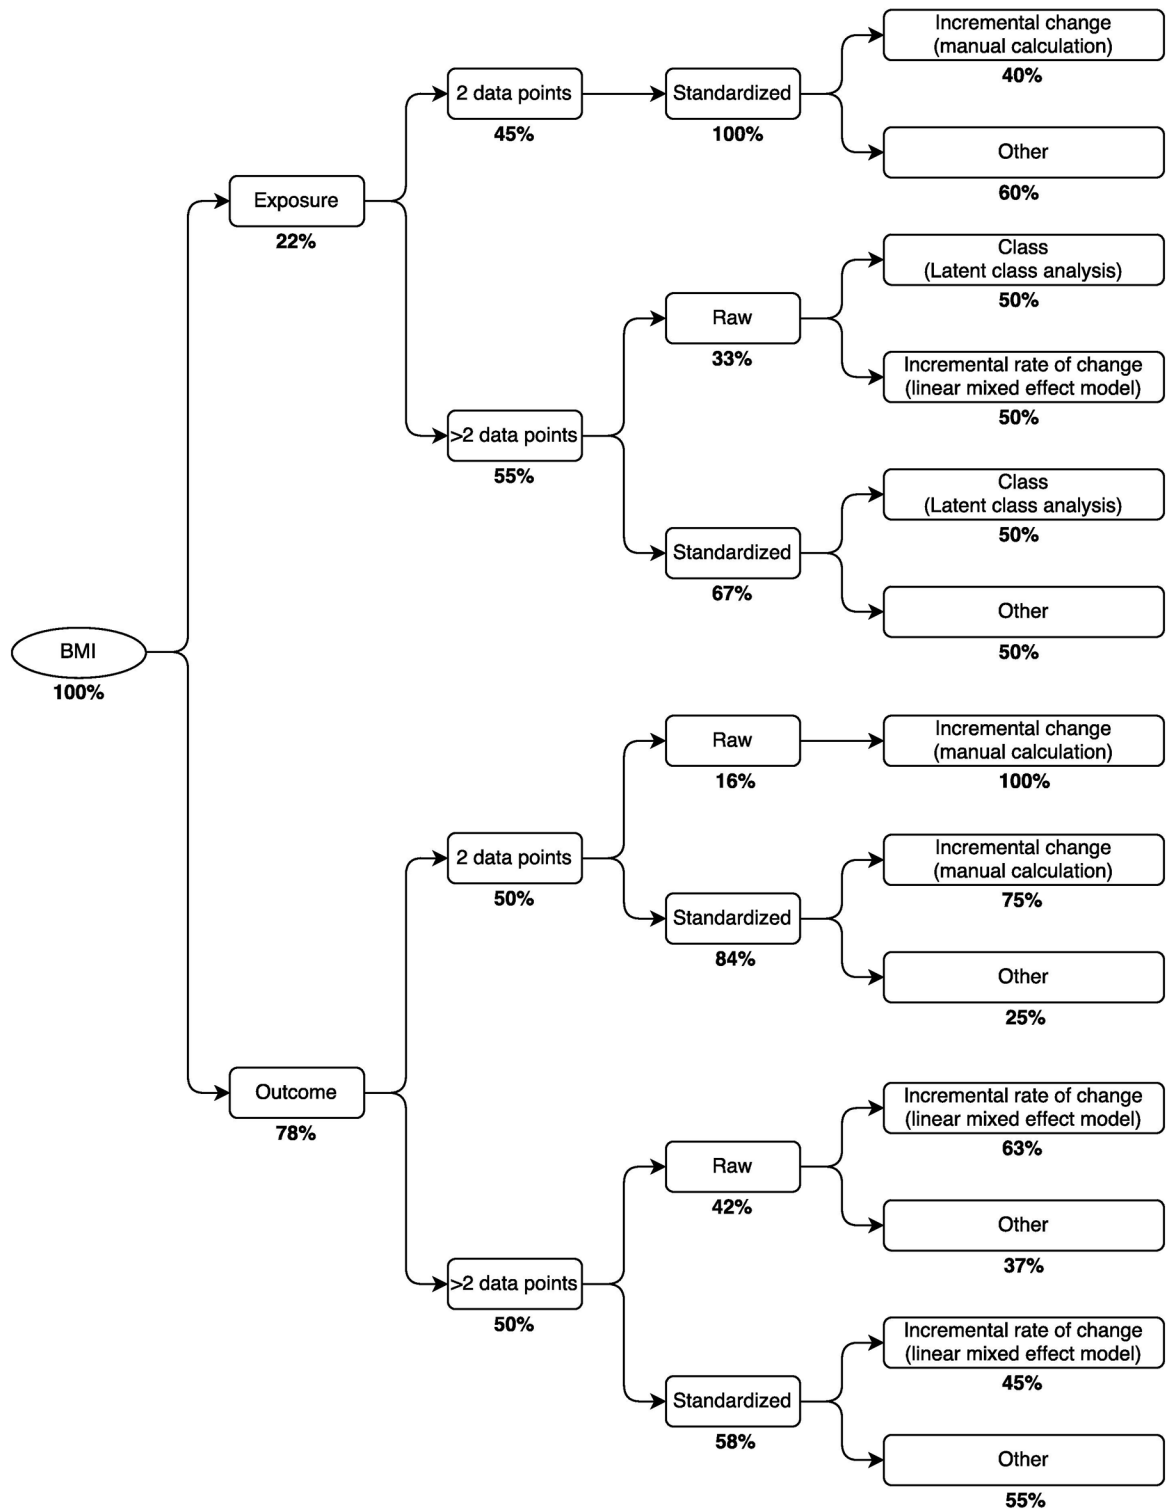 BMI
100%
Exposure
22%
2 data points
45%
Standardized
100%
Incremental change
(manual calculation)
40%
Other
60%
>2 data points
55%
Raw
33%
Class
(Latent class analysis)
50%
Incremental rate of change
(linear mixed effect model)
50%
Standardized
67%
Class
(Latent class analysis)
50%
Other
50%
Outcome
78%
2 data points
50%
Raw
16%
Incremental change
(manual calculation)
100%
Standardized
84%
Incremental change
(manual calculation)
75%
Other
25%
>2 data points
50%
Raw
42%
Incremental rate of change
(linear mixed effect model)
63%
Other
37%
Standardized
58%
Incremental rate of change
(linear mixed effect model)
45%
Other
55%